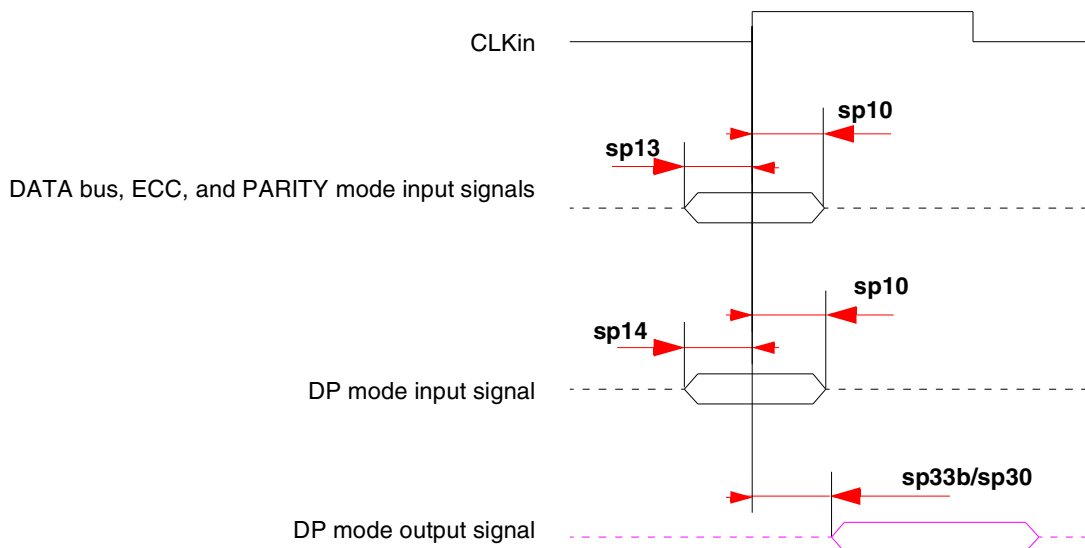 CLKin
sp10
sp13
DATA bus, ECC, and PARITY mode input signals
sp10
sp14
DP mode input signal
sp33b/sp30
DP mode output signal